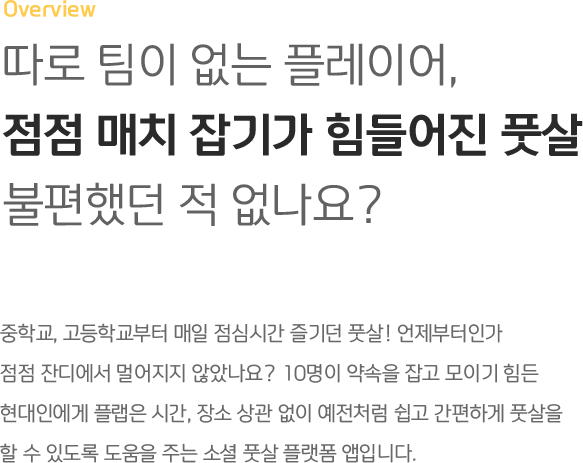 Overview
따로 팀이 없는 플레이어,
점점 매치 잡기가 힘들어진 풋살
불편했던 적 없나요?
중학교, 고등학교부터 매일 점심시간 즐기던 풋살! 언제부터인가
점점 잔디에서 멀어지지 않았나요? 10명이 약속을 잡고 모이기 힘든
현대인에게 플랩은 시간, 장소 상관 없이 예전처럼 쉽고 간편하게 풋살을
할 수 있도록 도움을 주는 소셜 풋살 플랫폼 앱입니다.